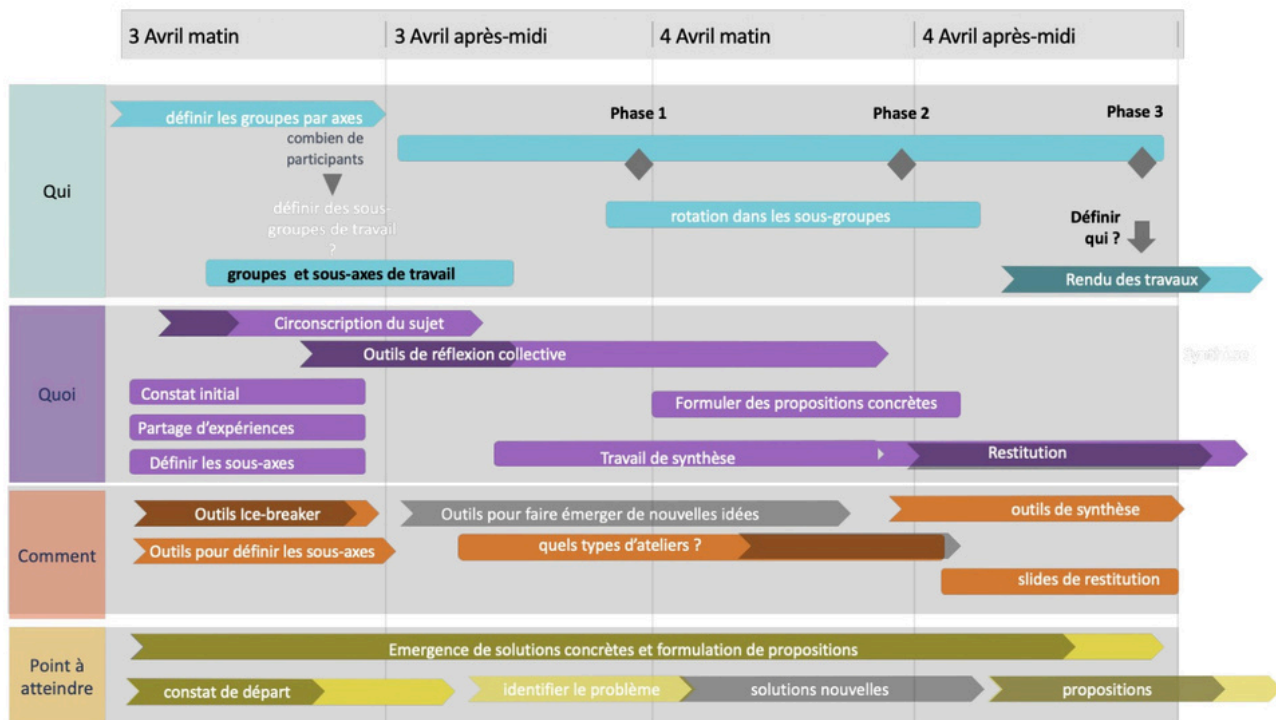 3 Avril matin
3 Avril après-midi
4 Avril matin
4 Avril après-midi
Qui
définir les groupes par axes
combien de
participants
définir des sous-
groupes de travail
?
groupes et sous-axes de travail
Phase 1
Phase 2
Phase 3
rotation dans les sous-groupes
Définir
qui ?
Rendu des travaux
Quoi
Circonscription du sujet
Outils de réflexion collective
Constat initial
Partage d’expériences
Définir les sous-axes
Formuler des propositions concrètes
Travail de synthèse
Restitution
Comment
Outils Ice-breaker
Outils pour faire émerger de nouvelles idées
outils de synthèse
Outils pour définir les sous-axes
quels types d’ateliers ?
slides de restitution
Point à
atteindre
Emergence de solutions concrètes et formulation de propositions
constat de départ
identifier le problème
solutions nouvelles
propositions